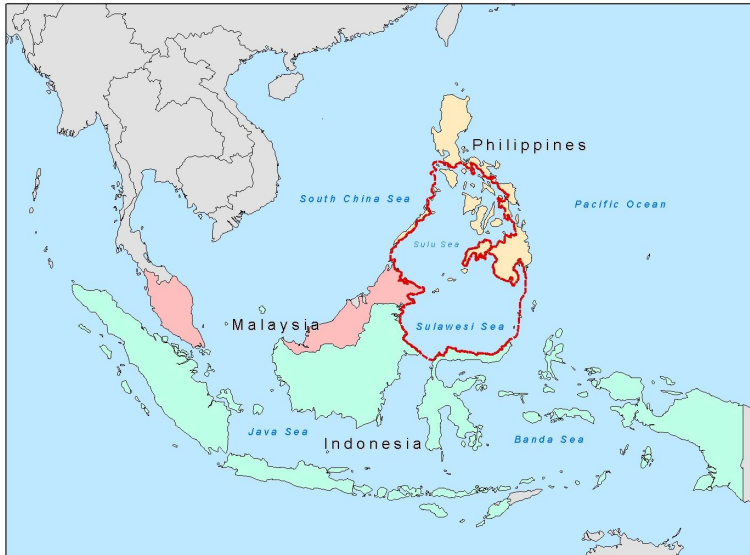 Philippines
South China Sea
Pacific Ocean
Sulu Sea
Malaysia
Sulawesi Sea
Java Sea
Indonesia
Banda Sea